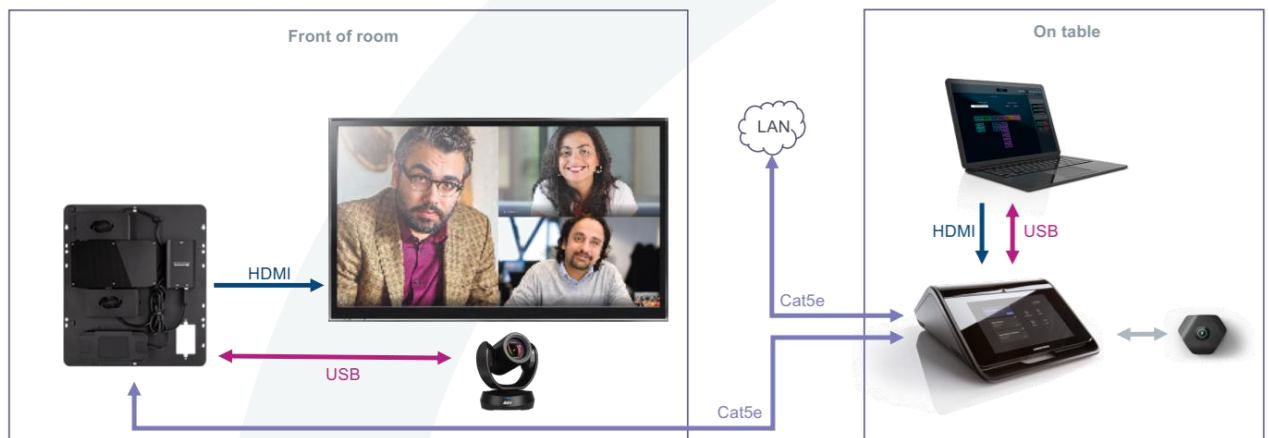 Front of room
On table
LAN
HDMI
USB
HDMI
Cat5e
USB
Cat5e